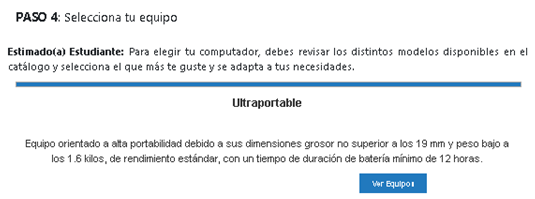 PASO 4: Selecciona tu equipo
Estimado(a) Estudiante: Para elegir tu computador, debes revisar los distintos modelos disponibles en el
catálogo y selecciona el que más te guste y se adapta a tus necesidades.
Ultraportable
Equipo orientado a alta portabilidad debido a sus dimensiones grosor no superior a los 19 mm y peso bajo a
los 1.6 kilos, de rendimiento estándar, con un tiempo de duración de batería mínimo de 12 horas.
Ver Equipos